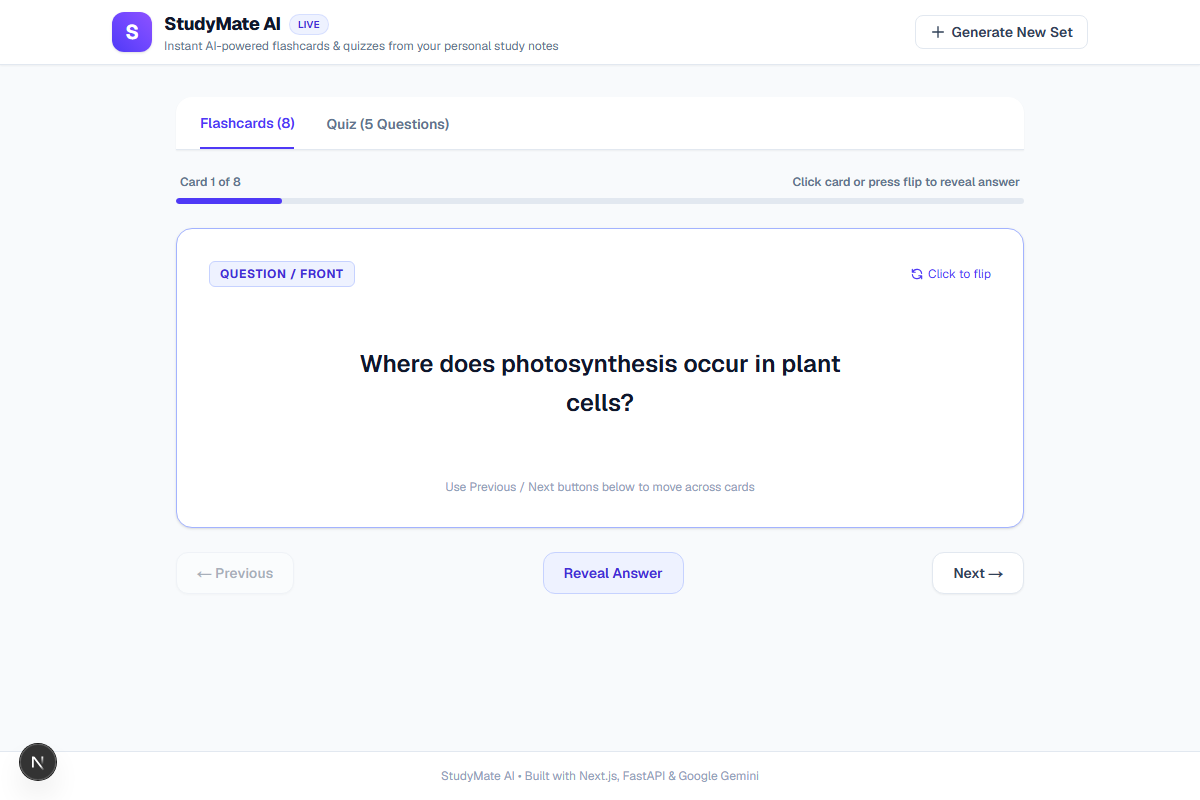 S
StudyMate AI LIVE
Instant AI-powered flashcards & quizzes from your personal study notes
+ Generate New Set
Flashcards (8) Quiz (5 Questions)
Card 1 of 8 Click card or press flip to reveal answer
QUESTION / FRONT Click to flip
Where does photosynthesis occur in plant
cells?
Use Previous / Next buttons below to move across cards
← Previous Reveal Answer Next →
N
StudyMate AI • Built with Next.js, FastAPI & Google Gemini